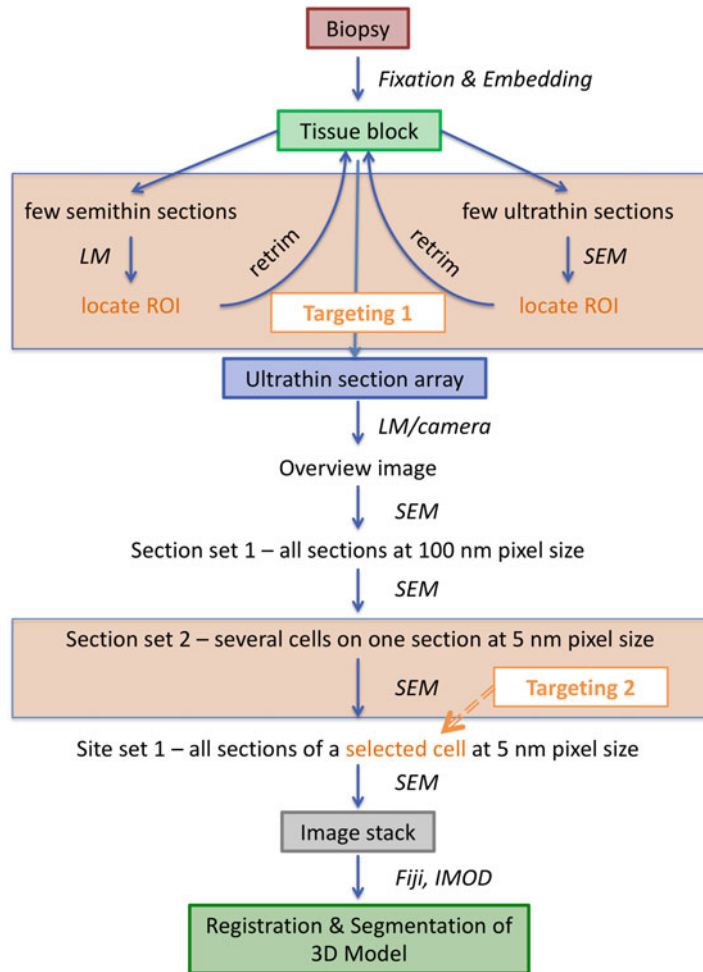 Biopsy
Fixation & Embedding
Tissue block
few semithin sections
few ultrathin sections
LM
retrim
retrim
SEM
locate ROI
locate ROI
Targeting 1
Ultrathin section array
LM/camera
Overview image
SEM
Section set 1 – all sections at 100 nm pixel size
SEM
Section set 2 – several cells on one section at 5 nm pixel size
SEM
Targeting 2
Site set 1 – all sections of a selected cell at 5 nm pixel size
SEM
Image stack
Fiji, IMOD
Registration & Segmentation of
3D Model